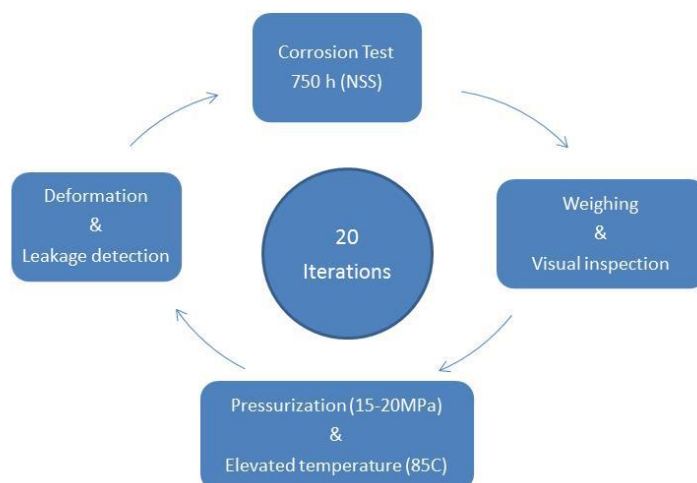 Corrosion Test
750 h (NSS)
Deformation
&
Leakage detection
20
Iterations
Weighing
&
Visual inspection
Pressurization (15-20MPa)
&
Elevated temperature (85C)